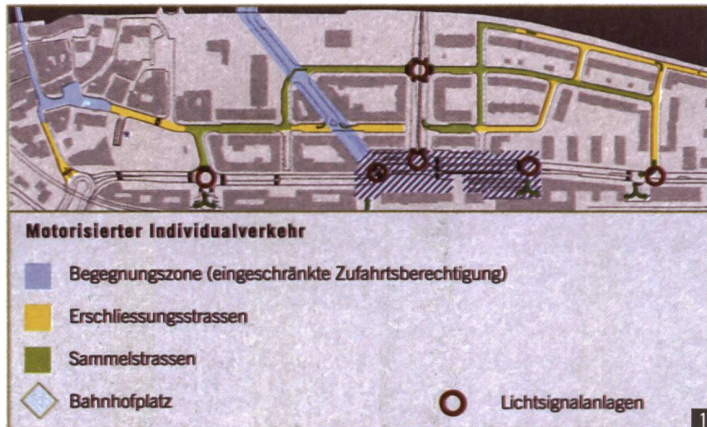 Motorisierter Individualverkehr
Begegnungszone (eingeschränkte Zufahrtsberechtigung)
Erschliessungsstrassen
Sammelstrassen
Bahnhofplatz
Lichtsignalanlagen
1